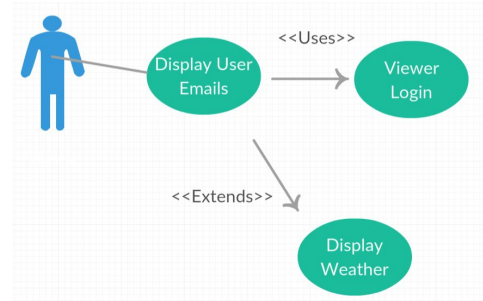 <<Uses>>
Display User
Emails
Viewer
Login
<<Extends>>
Display
Weather